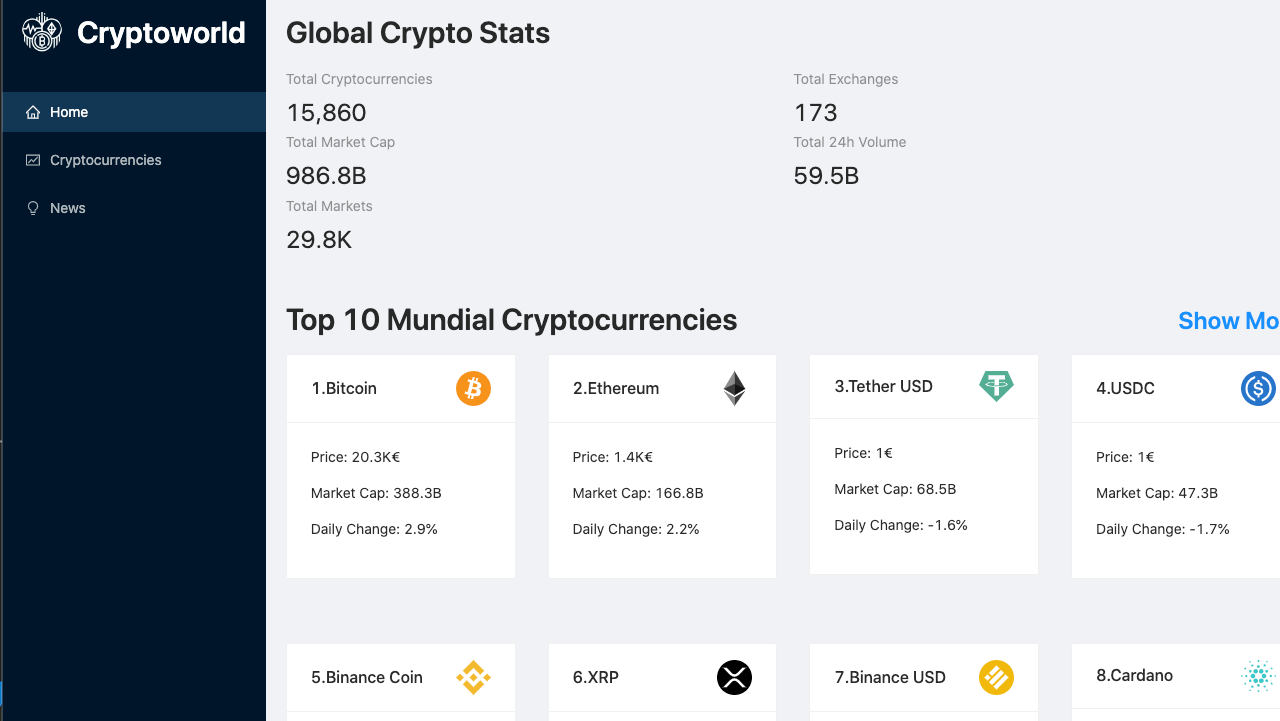 Cryptoworld
Home
Cryptocurrencies
News
Global Crypto Stats
Total Cryptocurrencies
15,860
Total Exchanges
173
Total Market Cap
986.8B
Total 24h Volume
59.5B
Total Markets
29.8K
Top 10 Mundial Cryptocurrencies
Show Mo
1.Bitcoin
Price: 20.3K€
Market Cap: 388.3B
Daily Change: 2.9%
2.Ethereum
Price: 1.4K€
Market Cap: 166.8B
Daily Change: 2.2%
3.Tether USD
Price: 1€
Market Cap: 68.5B
Daily Change: -1.6%
4.USDC
Price: 1€
Market Cap: 47.3B
Daily Change: -1.7%
5.Binance Coin
6.XRP
7.Binance USD
8.Cardano